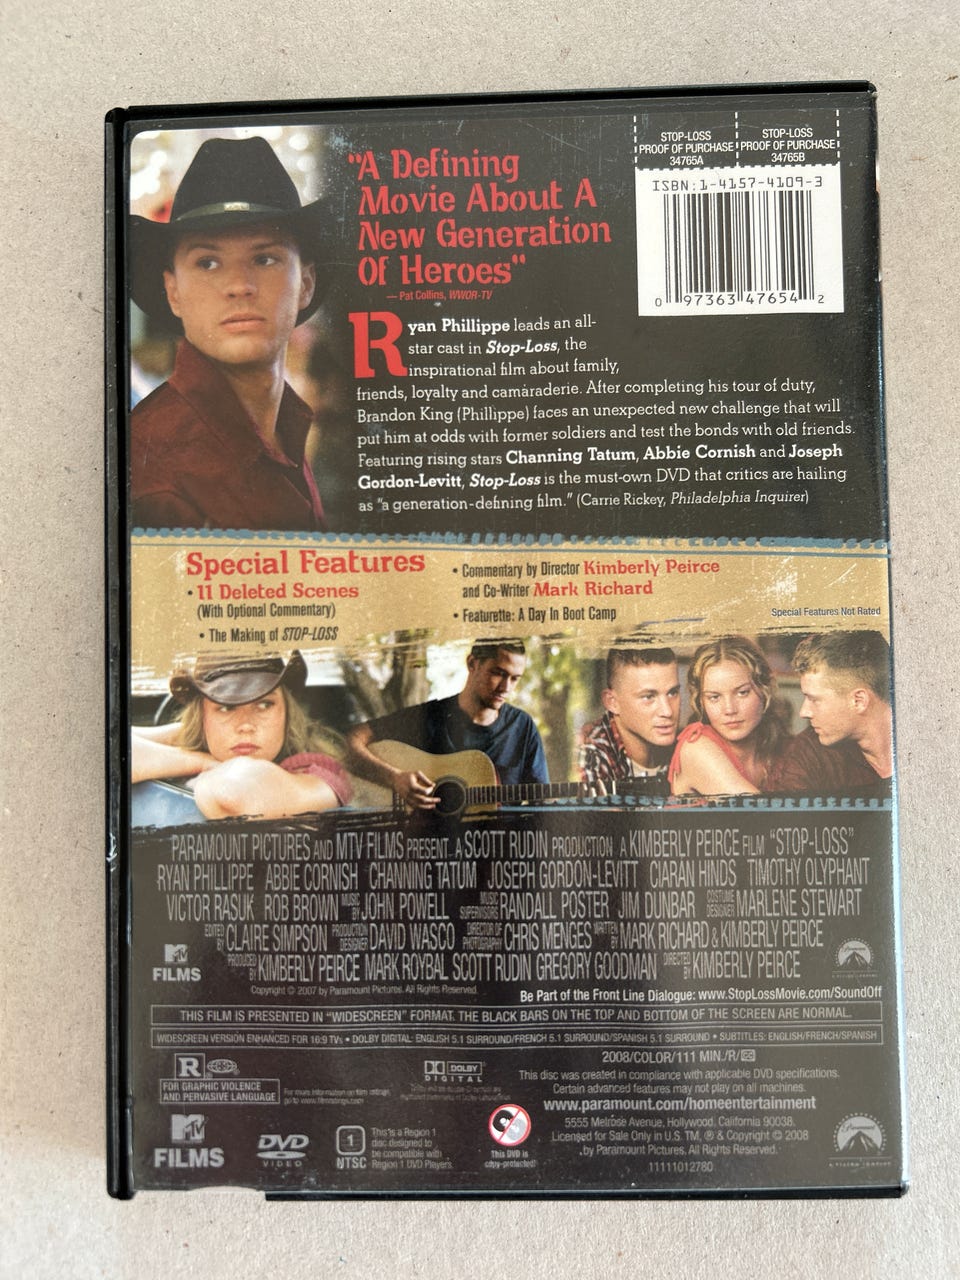 "A Defining
Movie About A
New Generation
Of Heroes"
— Pat Collins, WWOR-TV
STOP-LOSS
PROOF OF PURCHASE
34765A
STOP-LOSS
PROOF OF PURCHASE
34765B
ISBN:1-4157-4109-3
0 97363 47654 2
Ryan Phillippe leads an all-
star cast in Stop-Loss, the
inspirational film about family,
friends, loyalty and camaraderie. After completing his tour of duty,
Brandon King (Phillippe) faces an unexpected new challenge that will
put him at odds with former soldiers and test the bonds with old friends.
Featuring rising stars Channing Tatum, Abbie Cornish and Joseph
Gordon-Levitt, Stop-Loss is the must-own DVD that critics are hailing
as "a generation-defining film." (Carrie Rickey, Philadelphia Inquirer)
Special Features
• 11 Deleted Scenes
(With Optional Commentary)
• The Making of STOP-LOSS
• Commentary by Director Kimberly Peirce
and Co-Writer Mark Richard
• Featurette: A Day In Boot Camp
Special Features Not Rated
PARAMOUNT PICTURES AND MTV FILMS PRESENT A SCOTT RUDIN PRODUCTION A KIMBERLY PEIRCE FILM "STOP-LOSS"
RYAN PHILLIPPE ABBIE CORNISH CHANNING TATUM JOSEPH GORDON-LEVITT CIARAN HINDS TIMOTHY OLYPHANT
VICTOR RASUK ROB BROWN MUSIC BY JOHN POWELL MUSIC SUPERVISORS RANDALL POSTER JIM DUNBAR COSTUME DESIGNER MARLENE STEWART
EDITED BY CLAIRE SIMPSON PRODUCTION DESIGNER DAVID WASCO DIRECTOR OF PHOTOGRAPHY CHRIS MENGES WRITTEN BY MARK RICHARD & KIMBERLY PEIRCE
PRODUCED BY KIMBERLY PEIRCE MARK ROYBAL SCOTT RUDIN GREGORY GOODMAN DIRECTED BY KIMBERLY PEIRCE
MTV
FILMS
Paramount
Copyright © 2007 by Paramount Pictures. All Rights Reserved.
Be Part of the Front Line Dialogue: www.StopLossMovie.com/SoundOff
THIS FILM IS PRESENTED IN "WIDESCREEN" FORMAT. THE BLACK BARS ON THE TOP AND BOTTOM OF THE SCREEN ARE NORMAL.
WIDESCREEN VERSION ENHANCED FOR 16:9 TVs • DOLBY DIGITAL: ENGLISH 5.1 SURROUND/FRENCH 5.1 SURROUND/SPANISH 5.1 SURROUND • SUBTITLES: ENGLISH/FRENCH/SPANISH
R
FOR GRAPHIC VIOLENCE
AND PERVASIVE LANGUAGE
For more information on film ratings,
go to www.filmratings.com
DOLBY
DIGITAL
2008/COLOR/111 MIN./R/CC
This disc was created in compliance with applicable DVD specifications.
Certain advanced features may not play on all machines.
www.paramount.com/homeentertainment
5555 Melrose Avenue, Hollywood, California 90038.
Licensed for Sale Only in U.S. TM, ® & Copyright © 2008
by Paramount Pictures. All Rights Reserved.
11111012780
MTV
FILMS
DVD
VIDEO
1
NTSC
This is a Region 1
disc designed to
be compatible with
Region 1 DVD Players.
This DVD is
copy-protected
Paramount